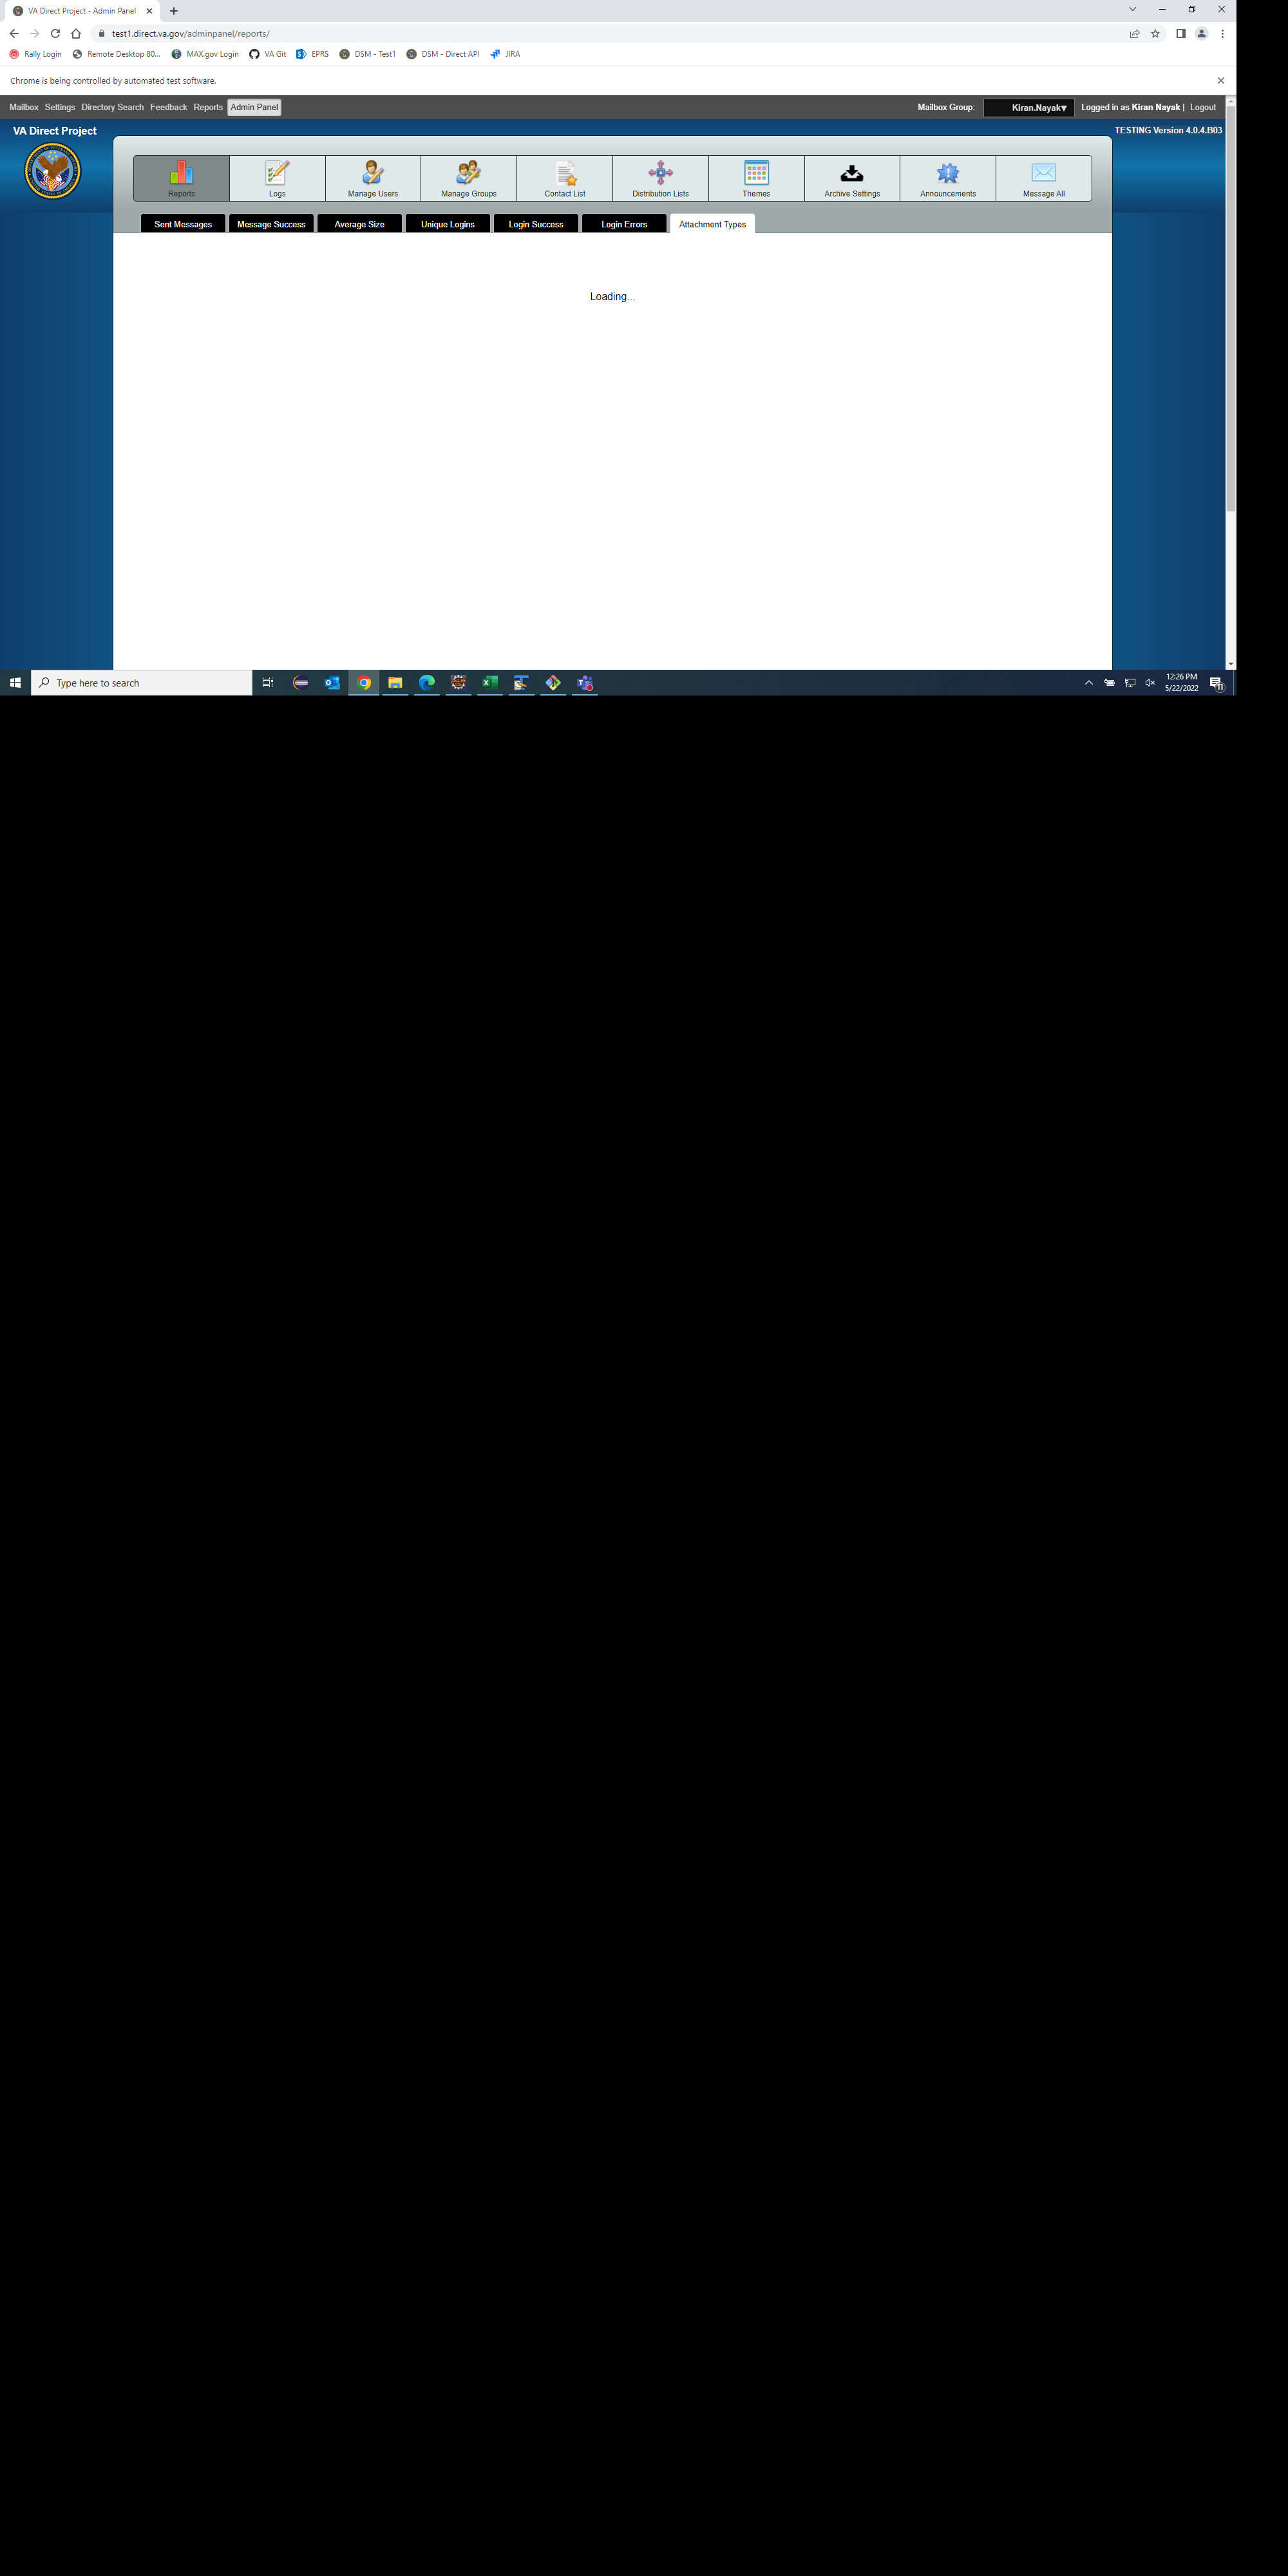 VA Direct Project - Admin Panel
test1.direct.va.gov/adminpanel/reports/
Rally Login Remote Desktop 80... MAX.gov Login VA Git EPRS DSM - Test1 DSM - Direct API JIRA
Chrome is being controlled by automated test software.
Mailbox Settings Directory Search Feedback Reports Admin Panel Mailbox Group: Kiran.Nayak▼ Logged in as Kiran Nayak | Logout
VA Direct Project TESTING Version 4.0.4.B03
Reports Logs Manage Users Manage Groups Contact List Distribution Lists Themes Archive Settings Announcements Message All
Sent Messages Message Success Average Size Unique Logins Login Success Login Errors Attachment Types
Loading...
Type here to search
12:26 PM
5/22/2022
11